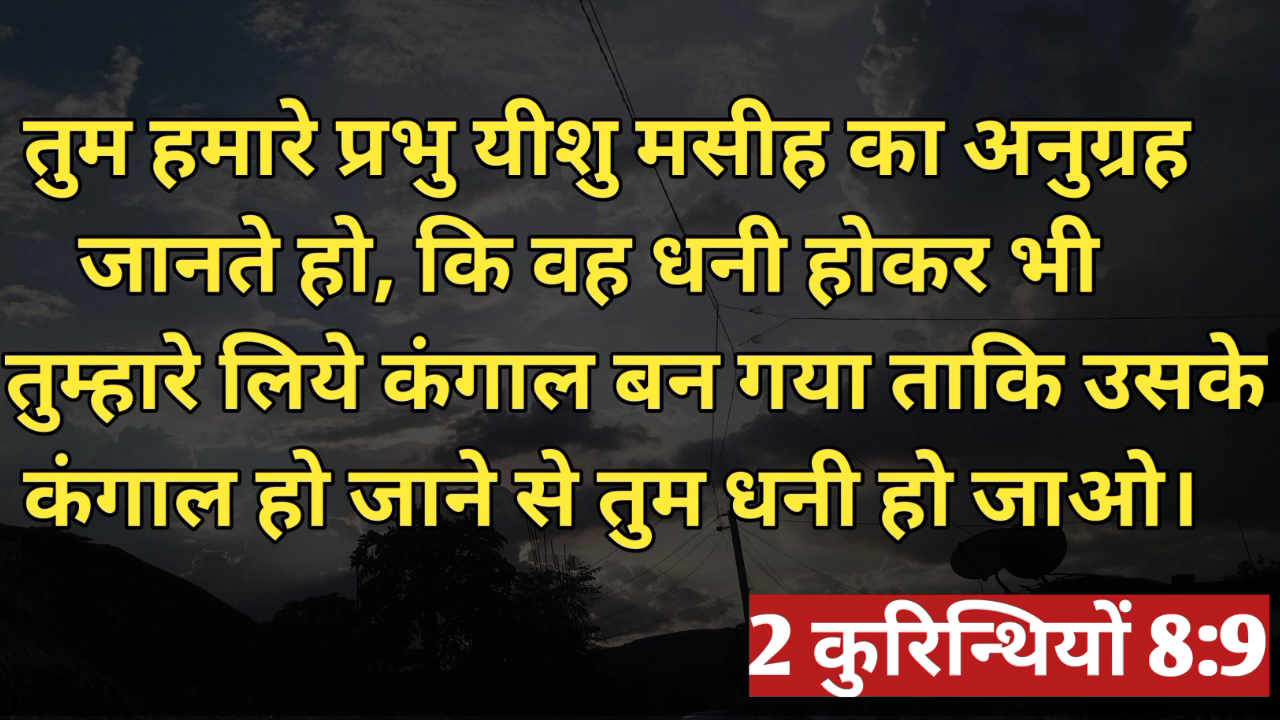 तुम हमारे प्रभु यीशु मसीह का अनुग्रह
जानते हो, कि वह धनी होकर भी
तुम्हारे लिये कंगाल बन गया ताकि उसके
कंगाल हो जाने से तुम धनी हो जाओ।
2 कुरिन्थियों 8:9